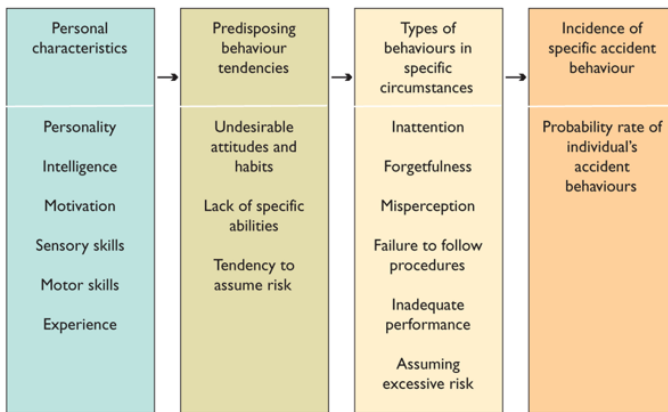 Personal
characteristics
Personality
Intelligence
Motivation
Sensory skills
Motor skills
Experience
Predisposing
behaviour
tendencies
Undesirable
attitudes and
habits
Lack of specific
abilities
Tendency to
assume risk
Types of
behaviours in
specific
circumstances
Inattention
Forgetfulness
Misperception
Failure to follow
procedures
Inadequate
performance
Assuming
excessive risk
Incidence of
specific accident
behaviour
Probability rate of
individual's
accident
behaviours